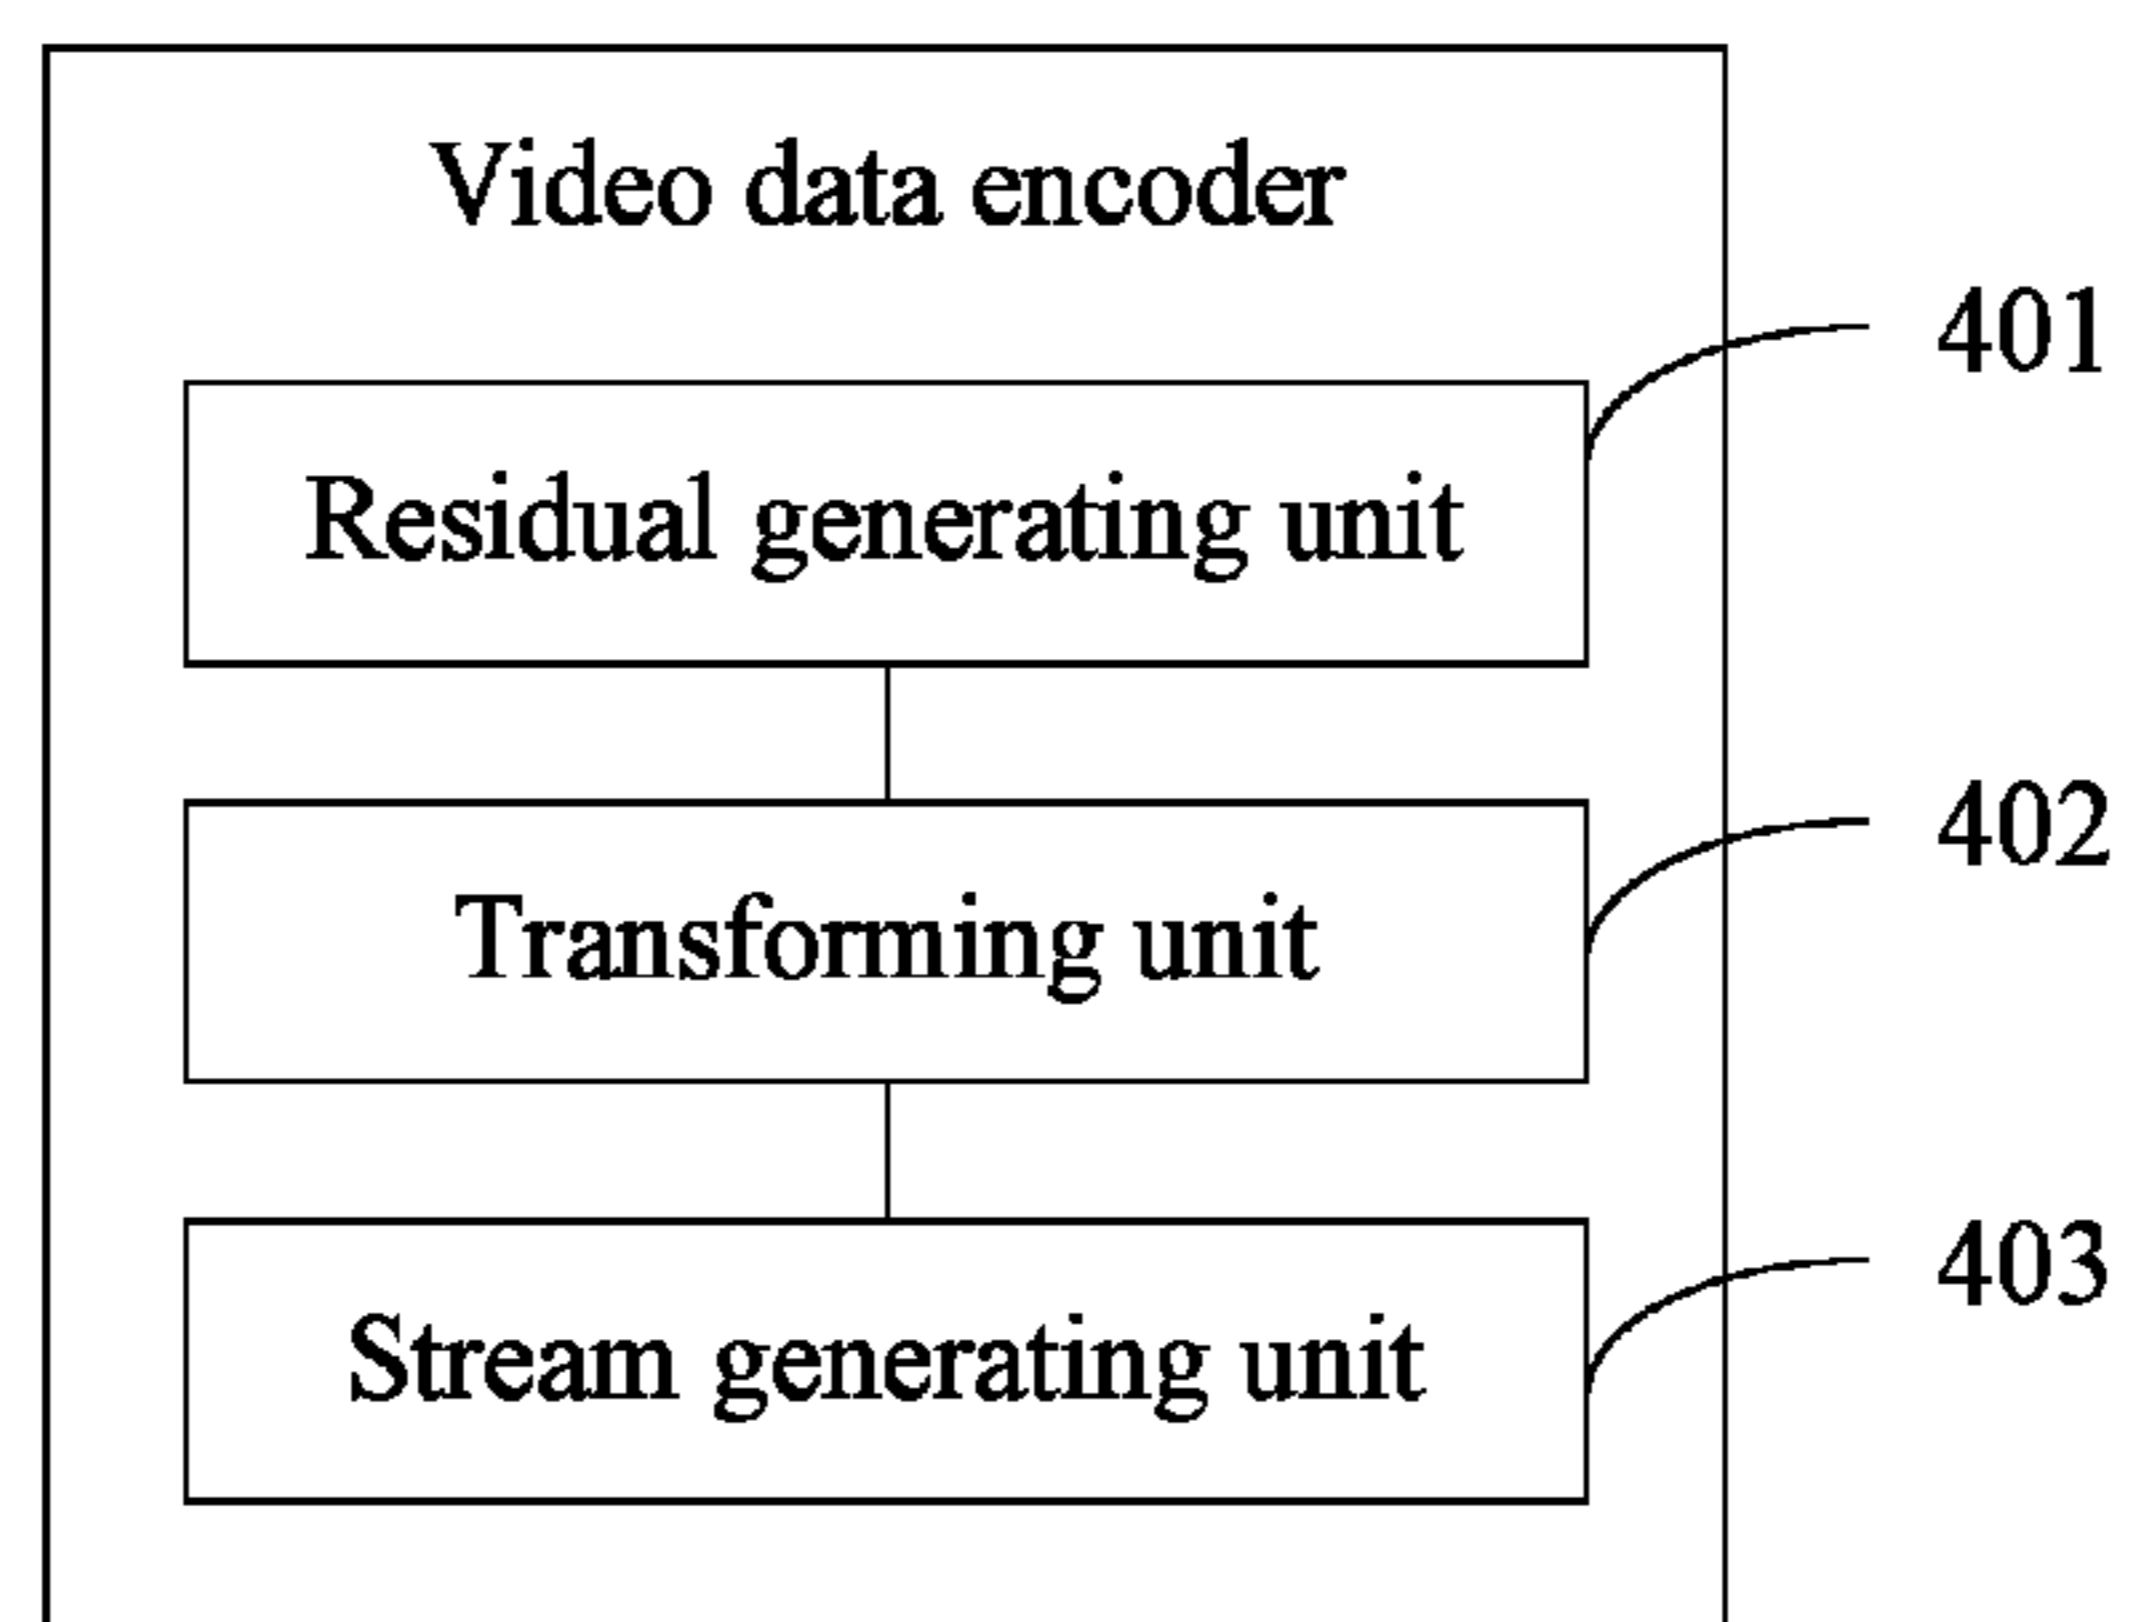 Video data encoder
401
Residual generating unit
402
Transforming unit
403
Stream generating unit